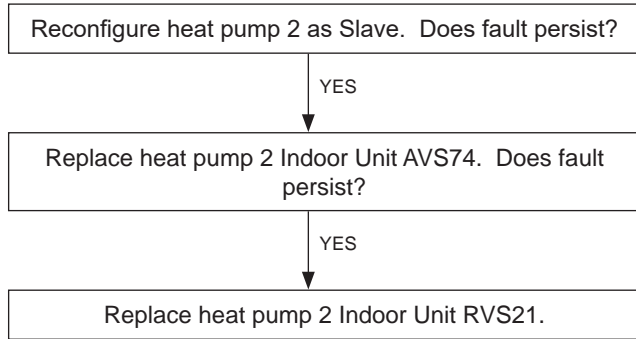 Reconfigure heat pump 2 as Slave.  Does fault persist?
YES
Replace heat pump 2 Indoor Unit AVS74.  Does fault
persist?
YES
Replace heat pump 2 Indoor Unit RVS21.